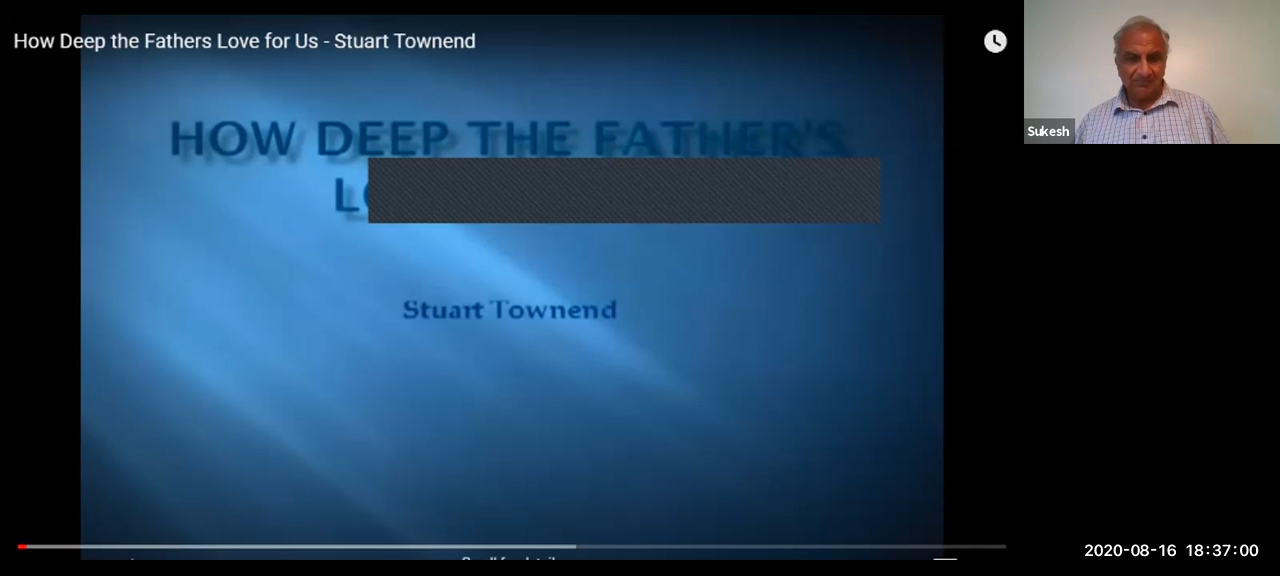 How Deep the Fathers Love for Us - Stuart Townend
Sukesh
HOW DEEP THE FATHER'S
Stuart Townend
2020-08-16 18:37:00